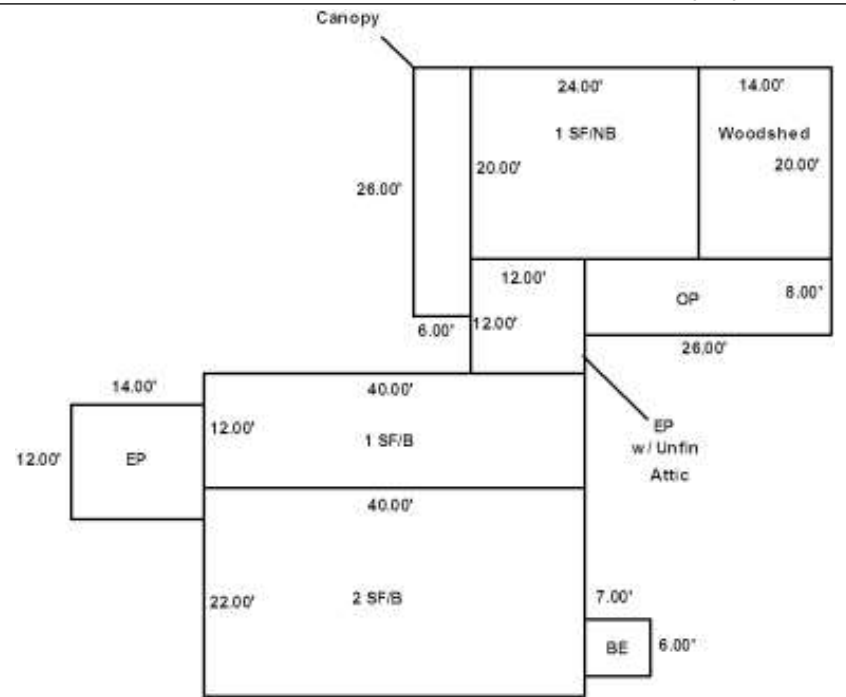 Canopy
24.00' 14.00'
1 SF/NB Woodshed
26.00' 20.00' 20.00'
12.00'
OP 8.00'
6.00' 12.00'
26.00'
14.00' 40.00'
12.00' EP 12.00' 1 SF/B
EP
w/ Unfin
Attic
40.00'
22.00' 2 SF/B 7.00'
BE 6.00'